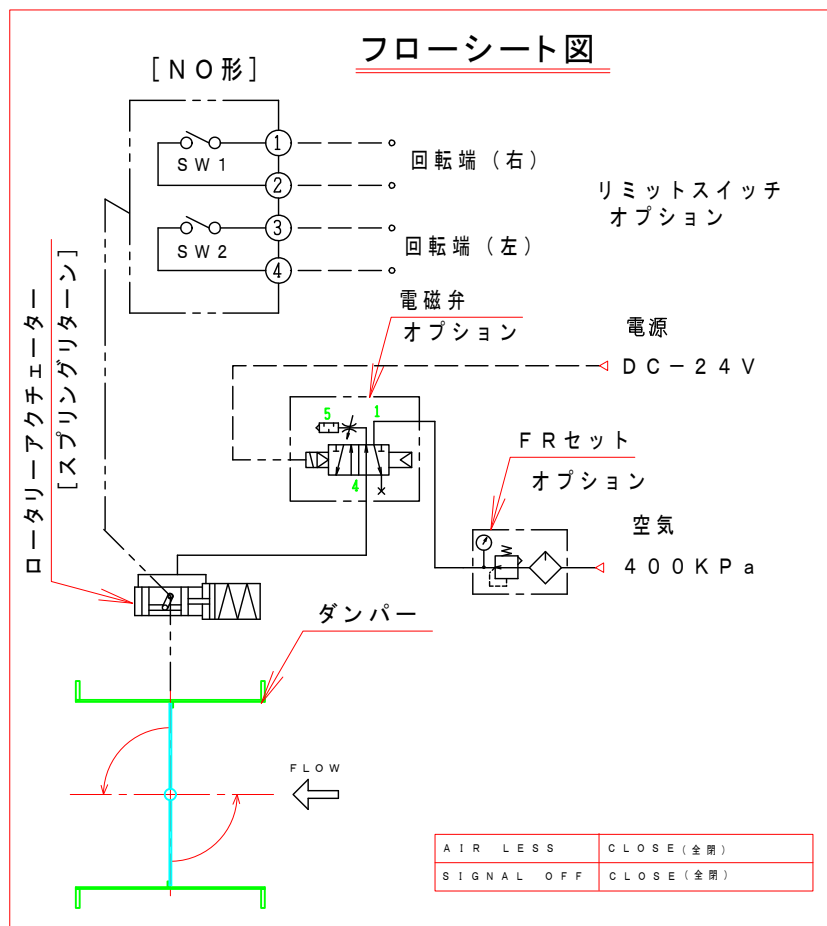 フローシート図
[NO形]
SW1
1
2
回転端(右)
SW2
3
4
回転端(左)
リミットスイッチ
オプション
ロータリーアクチェーター
[スプリングリターン]
電磁弁
オプション
電源
DC-24V
5
1
4
FRセット
オプション
空気
400KPa
ダンパー
FLOW
AIR LESS CLOSE(全閉)
SIGNAL OFF CLOSE(全閉)